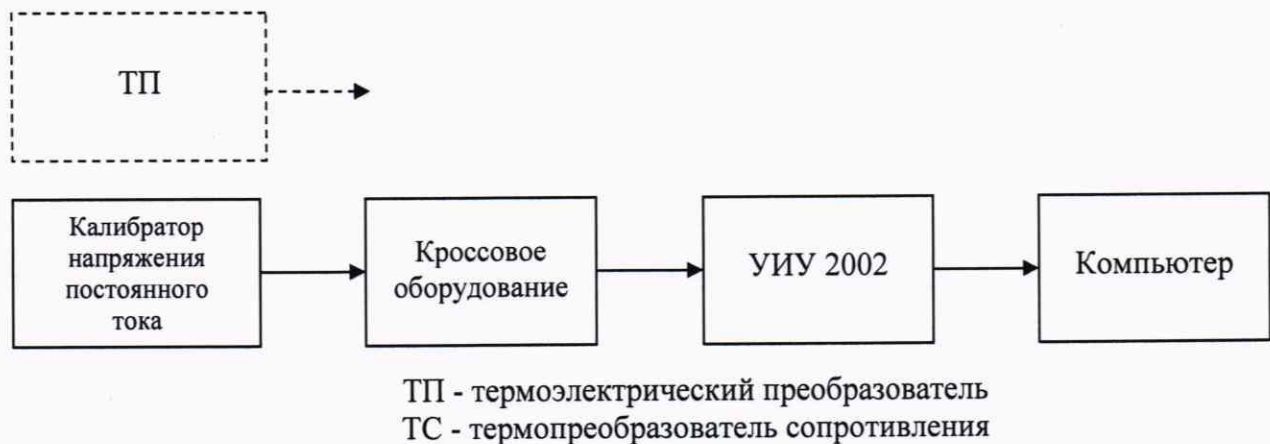 ТП
Калибратор
напряжения
постоянного
тока
Кроссовое
оборудование
УИУ 2002
Компьютер
ТП - термоэлектрический преобразователь
ТС - термопреобразователь сопротивления